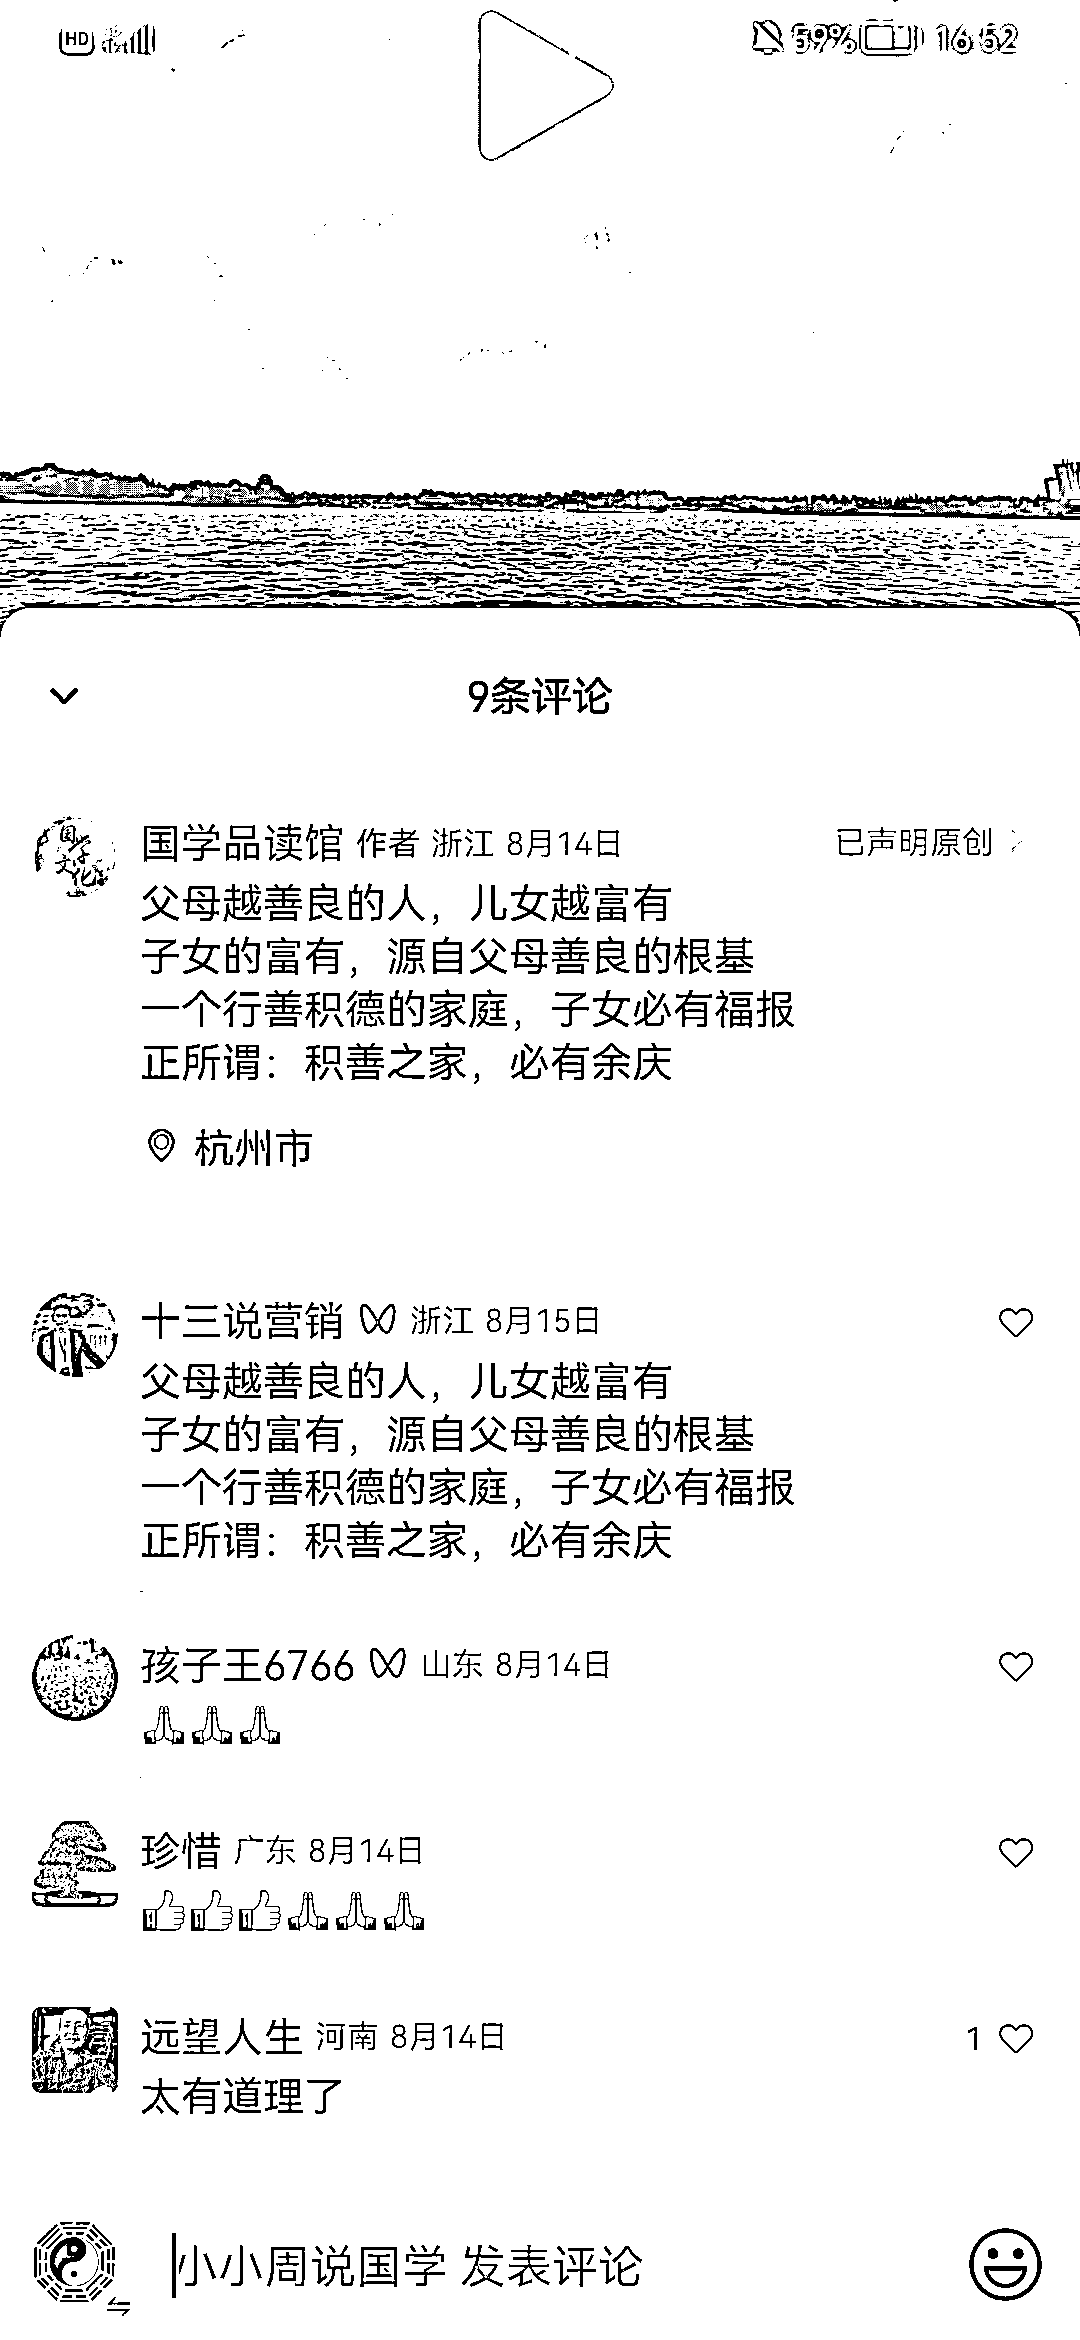 HD 59% 16:52
9条评论
国学品读馆 作者 浙江 8月14日 已声明原创
国学文化
父母越善良的人，儿女越富有
子女的富有，源自父母善良的根基
一个行善积德的家庭，子女必有福报
正所谓：积善之家，必有余庆
杭州市
十三说营销 浙江 8月15日
父母越善良的人，儿女越富有
子女的富有，源自父母善良的根基
一个行善积德的家庭，子女必有福报
正所谓：积善之家，必有余庆
孩子王6766 山东 8月14日
🙏🙏🙏
珍惜 广东 8月14日
👍👍👍🙏🙏🙏
远望人生 河南 8月14日 1
太有道理了
小小周说国学 发表评论